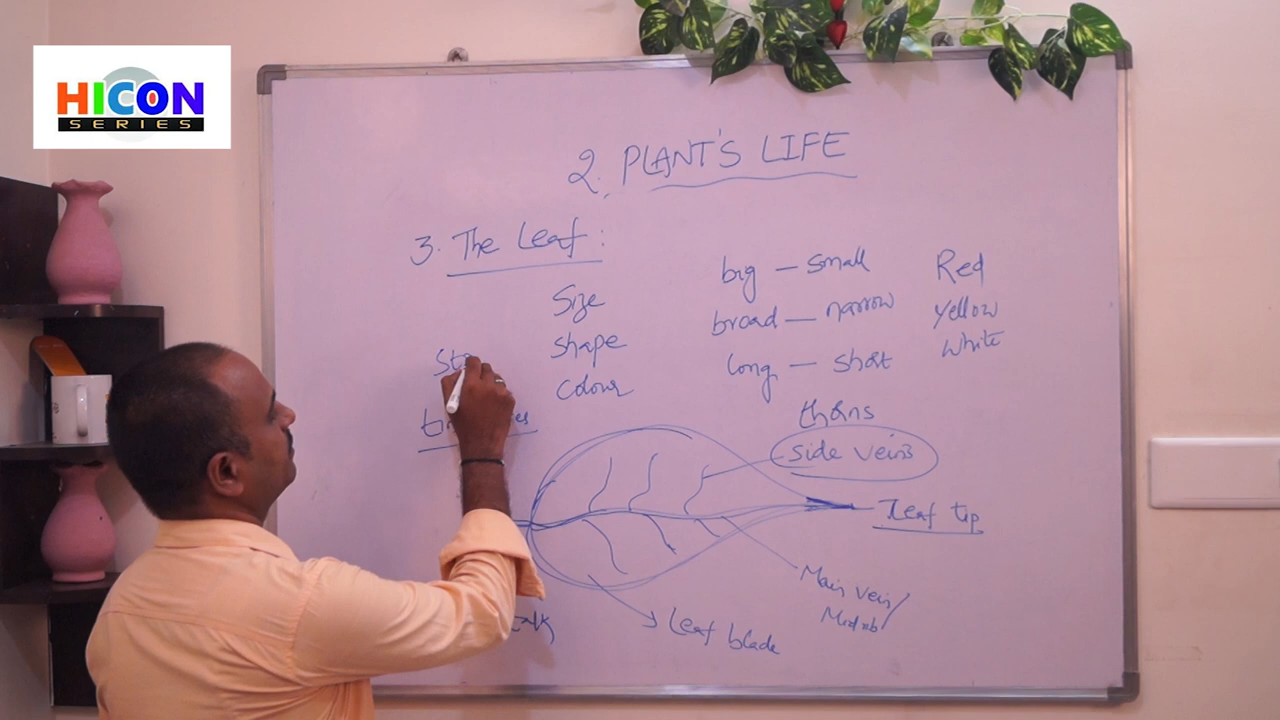 HICON
SERIES
2. PLANT'S LIFE
3. The Leaf :
Size
shape
Colour
big — small
broad — narrow
long — short
Red
yellow
White
thorns
side veins
Leaf tip
Main vein/
Midrib
Leaf blade